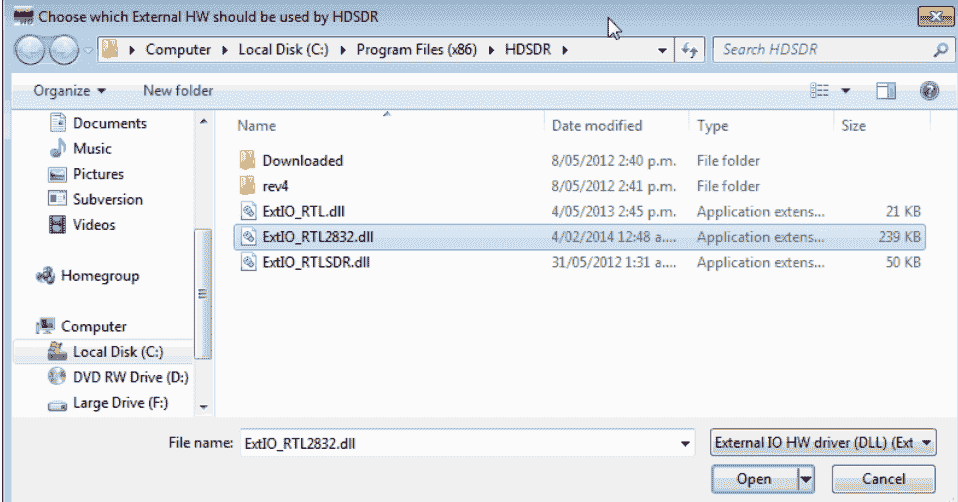 Choose which External HW should be used by HDSDR
Computer Local Disk (C:) Program Files (x86) HDSDR Search HDSDR
Organize New folder
Documents
Music
Pictures
Subversion
Videos
Homegroup
Computer
Local Disk (C:)
DVD RW Drive (D:)
Large Drive (F:)
Name Date modified Type Size
Downloaded 8/05/2012 2:40 p.m. File folder
rev4 8/05/2012 2:41 p.m. File folder
ExtIO_RTL.dll 4/05/2013 2:45 p.m. Application extens... 21 KB
ExtIO_RTL2832.dll 4/02/2014 12:48 a.... Application extens... 239 KB
ExtIO_RTLSDR.dll 31/05/2012 1:31 a.... Application extens... 50 KB
File name: ExtIO_RTL2832.dll External IO HW driver (DLL) (Ext
Open Cancel